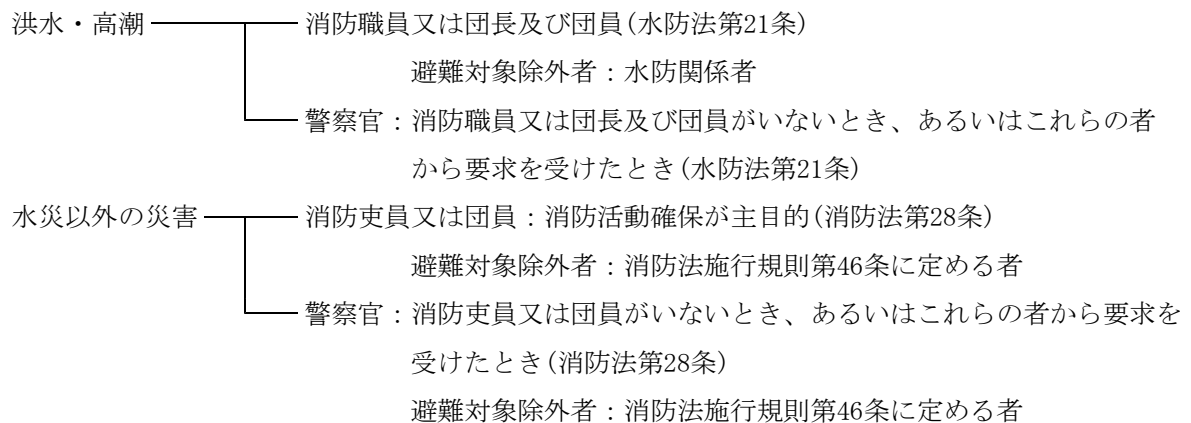 洪水・高潮 消防職員又は団長及び団員(水防法第21条)
避難対象除外者：水防関係者
警察官：消防職員又は団長及び団員がいないとき、あるいはこれらの者
から要求を受けたとき(水防法第21条)
水災以外の災害 消防吏員又は団員：消防活動確保が主目的(消防法第28条)
避難対象除外者：消防法施行規則第46条に定める者
警察官：消防吏員又は団員がいないとき、あるいはこれらの者から要求を
受けたとき(消防法第28条)
避難対象除外者：消防法施行規則第46条に定める者